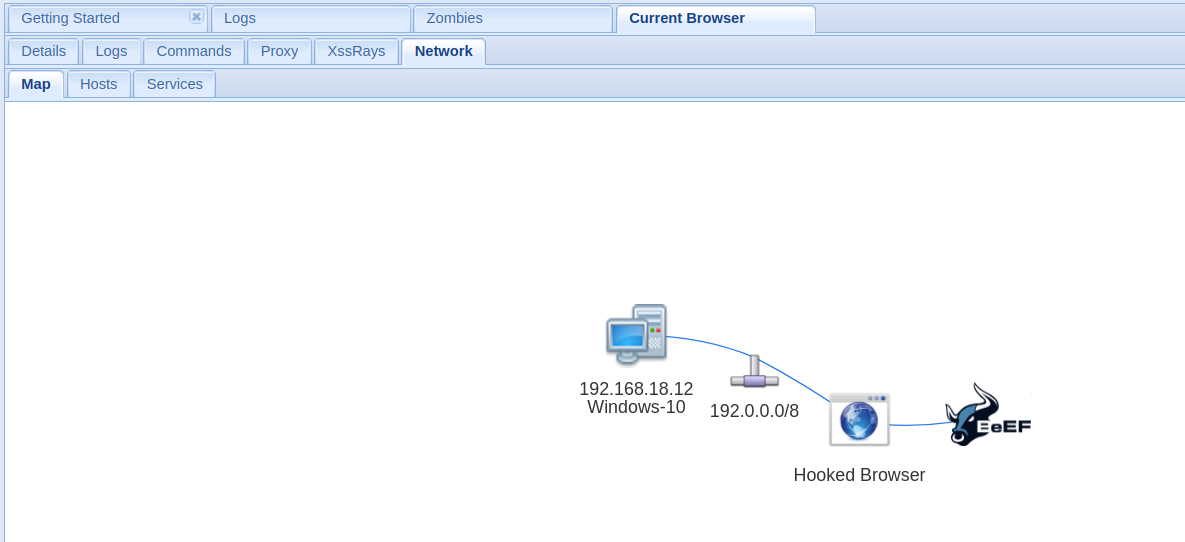 Getting Started
Logs
Zombies
Current Browser
Details
Logs
Commands
Proxy
XssRays
Network
Map
Hosts
Services
192.168.18.12
Windows-10
192.0.0.0/8
BeEF
Hooked Browser